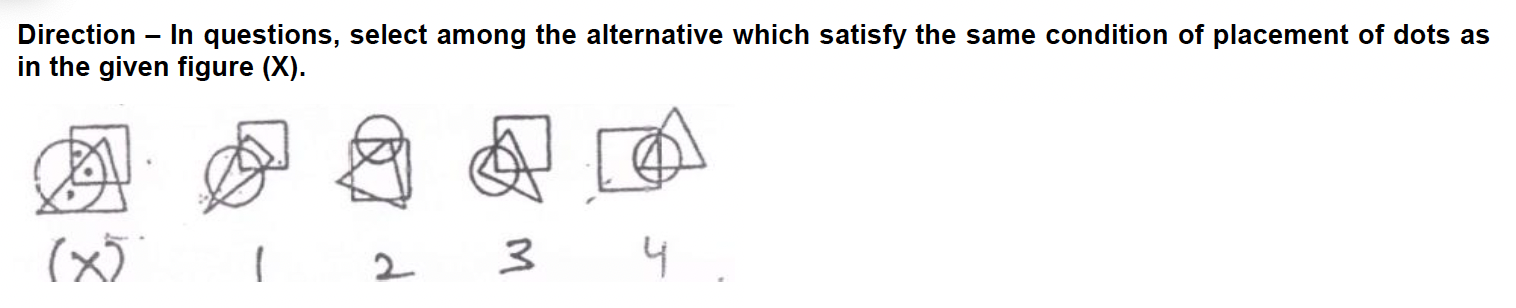 Direction – In questions, select among the alternative which satisfy the same condition of placement of dots as
in the given figure (X).
(X) 1 2 3 4